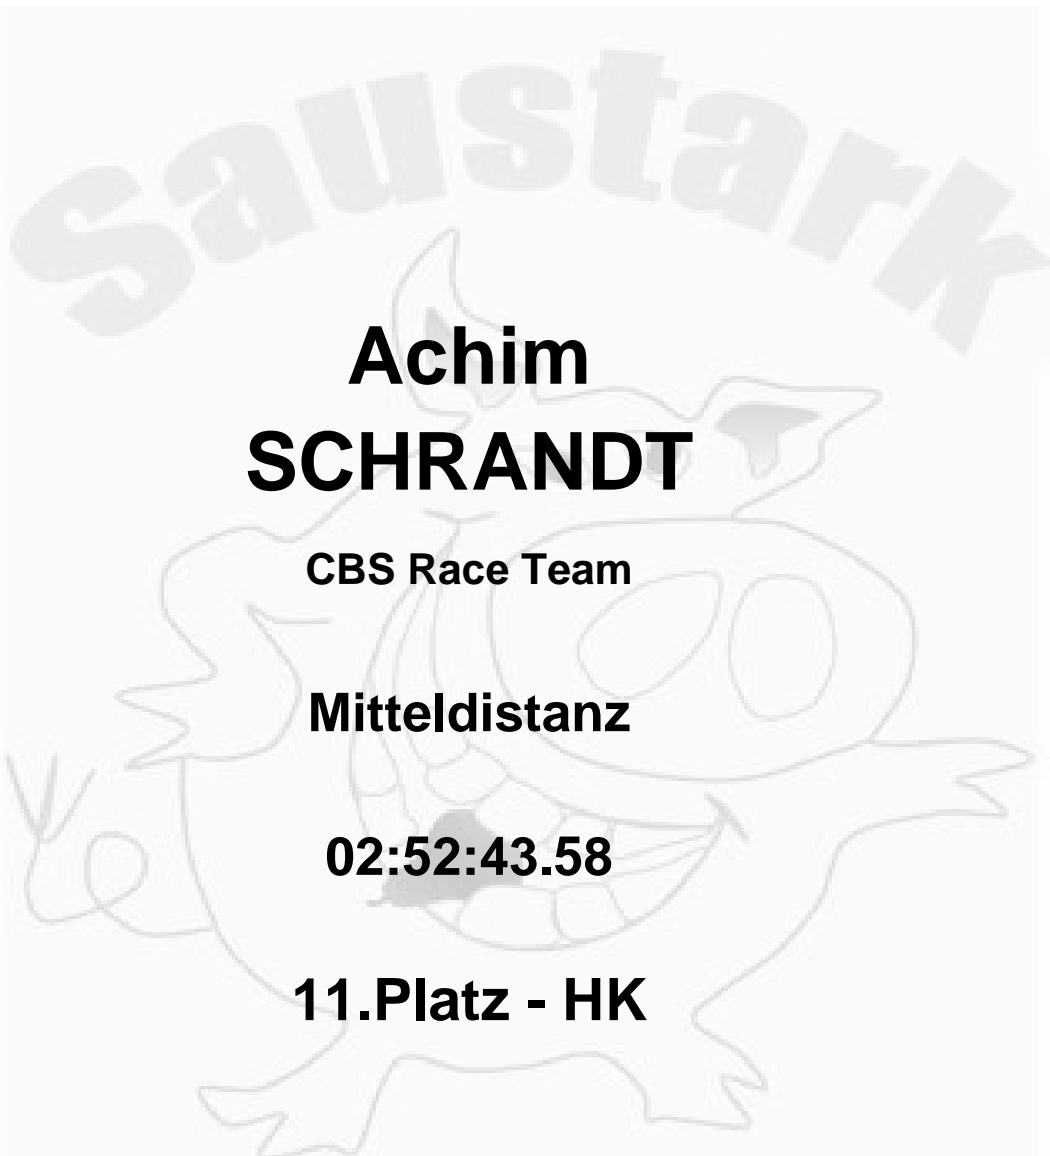 Saustark
Achim
SCHRANDT
CBS Race Team
Mitteldistanz
02:52:43.58
11.Platz - HK